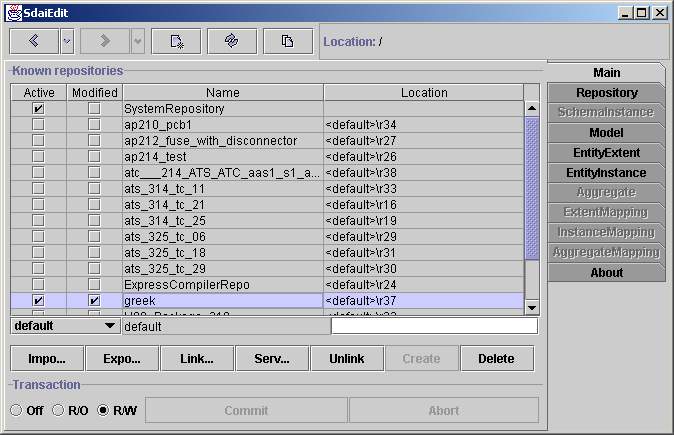 SdaiEdit
Location: /
Known repositories
Active Modified Name Location
SystemRepository
ap210_pcb1 <default>\r34
ap212_fuse_with_disconnector <default>\r27
ap214_test <default>\r26
atc___214_ATS_ATC_aas1_s1_a... <default>\r38
ats_314_tc_11 <default>\r33
ats_314_tc_21 <default>\r16
ats_314_tc_25 <default>\r19
ats_325_tc_06 <default>\r29
ats_325_tc_18 <default>\r31
ats_325_tc_29 <default>\r30
ExpressCompilerRepo <default>\r24
greek <default>\r37
default default
Impo... Expo... Link... Serv... Unlink Create Delete
Transaction
Off R/O R/W Commit Abort
Main
Repository
SchemaInstance
Model
EntityExtent
EntityInstance
Aggregate
ExtentMapping
InstanceMapping
AggregateMapping
About